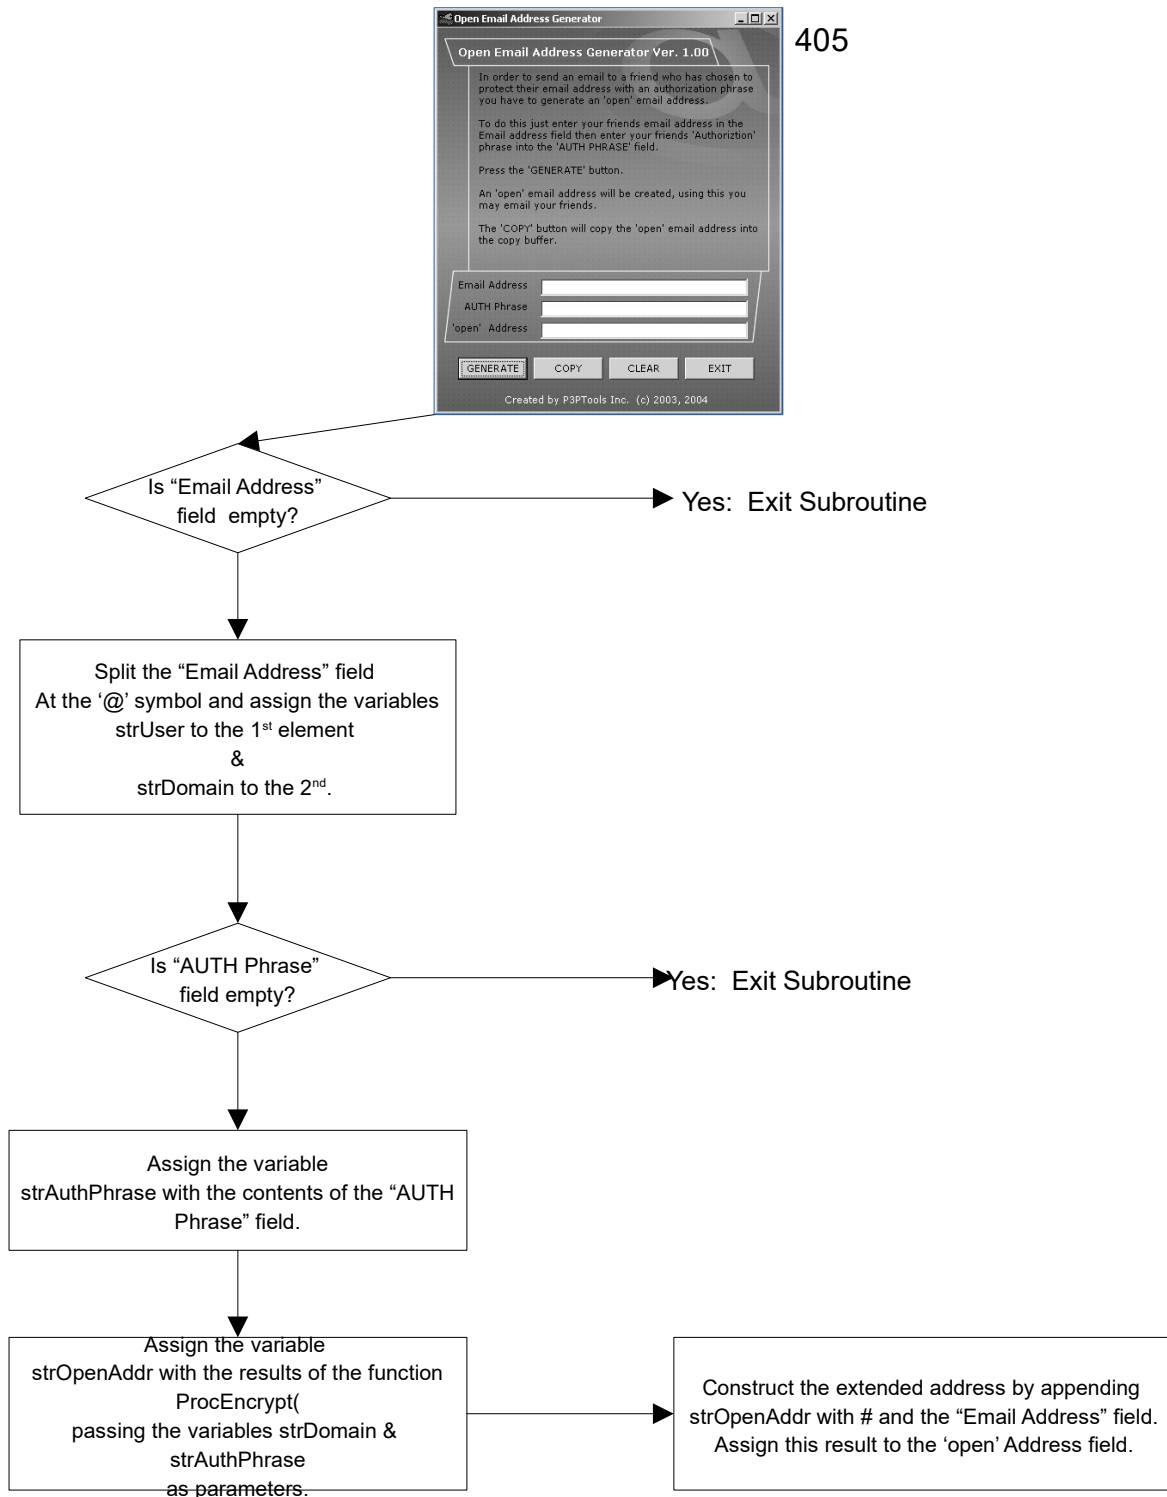 Open Email Address Generator
405
Open Email Address Generator Ver. 1.00
In order to send an email to a friend who has chosen to
protect their email address with an authorization phrase
you have to generate an 'open' email address.
To do this just enter your friends email address in the
Email address field then enter your friends 'Authoriztion'
phrase into the 'AUTH PHRASE' field.
Press the 'GENERATE' button.
An 'open' email address will be created, using this you
may email your friends.
The 'COPY' button will copy the 'open' email address into
the copy buffer.
Email Address
AUTH Phrase
'open' Address
GENERATE COPY CLEAR EXIT
Created by P3PTools Inc. (c) 2003, 2004
Is “Email Address”
field empty?
Yes: Exit Subroutine
Split the “Email Address” field
At the ‘@’ symbol and assign the variables
strUser to the 1st element
&
strDomain to the 2nd.
Is “AUTH Phrase”
field empty?
Yes: Exit Subroutine
Assign the variable
strAuthPhrase with the contents of the “AUTH
Phrase” field.
Assign the variable
strOpenAddr with the results of the function
ProcEncrypt(
passing the variables strDomain &
strAuthPhrase
as parameters.
Construct the extended address by appending
strOpenAddr with # and the “Email Address” field.
Assign this result to the ‘open’ Address field.